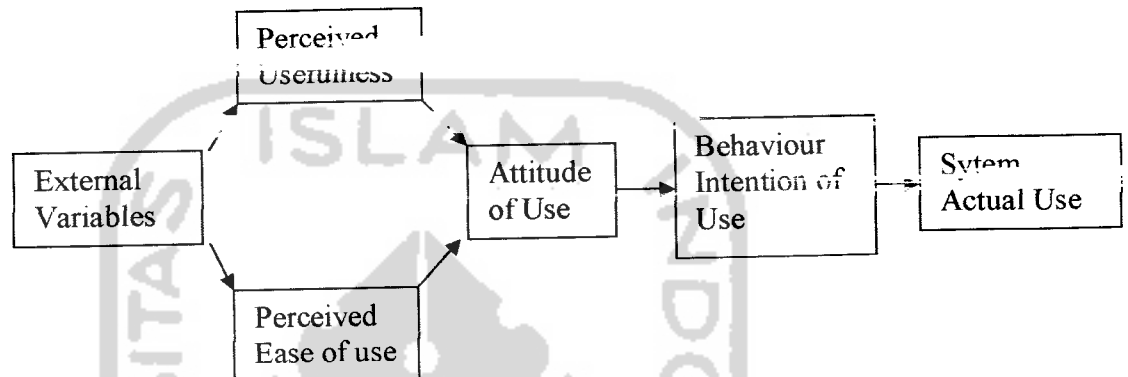 Perceived
Usefulness
External
Variables
Attitude
of Use
Behaviour
Intention of
Use
Sytem
Actual Use
Perceived
Ease of use
ISLAM